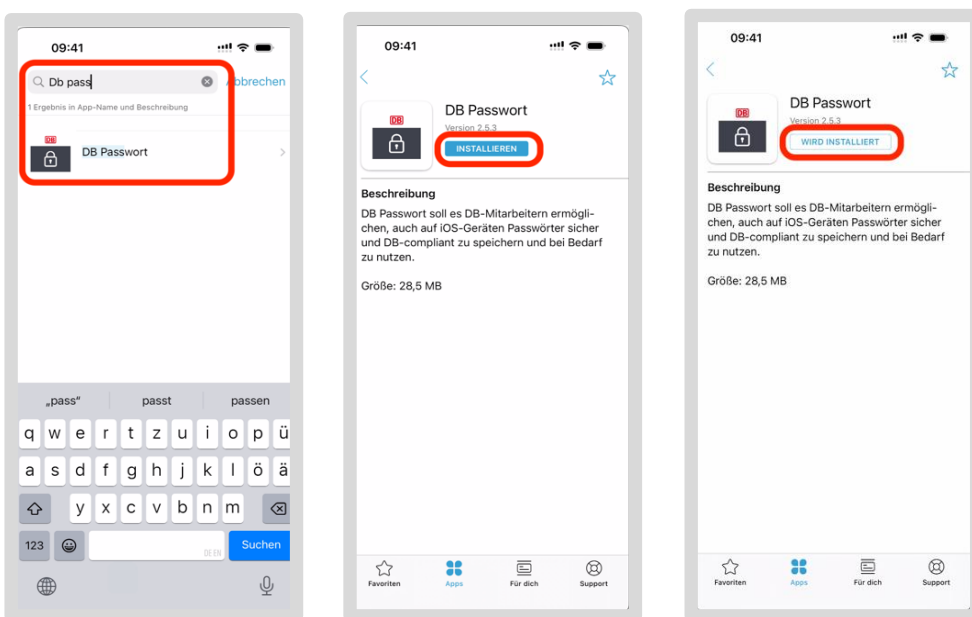 09:41
Db pass
Abbrechen
1 Ergebnis in App-Name und Beschreibung
DB
DB Passwort
„pass“ passt passen
q w e r t z u i o p ü
a s d f g h j k l ö ä
y x c v b n m
123
DE EN
Suchen
09:41
DB
DB Passwort
Version 2.5.3
INSTALLIEREN
Beschreibung
DB Passwort soll es DB-Mitarbeitern ermögli-
chen, auch auf iOS-Geräten Passwörter sicher
und DB-compliant zu speichern und bei Bedarf
zu nutzen.
Größe: 28,5 MB
Favoriten Apps Für dich Support
09:41
DB
DB Passwort
Version 2.5.3
WIRD INSTALLIERT
Beschreibung
DB Passwort soll es DB-Mitarbeitern ermögli-
chen, auch auf iOS-Geräten Passwörter sicher
und DB-compliant zu speichern und bei Bedarf
zu nutzen.
Größe: 28,5 MB
Favoriten Apps Für dich Support